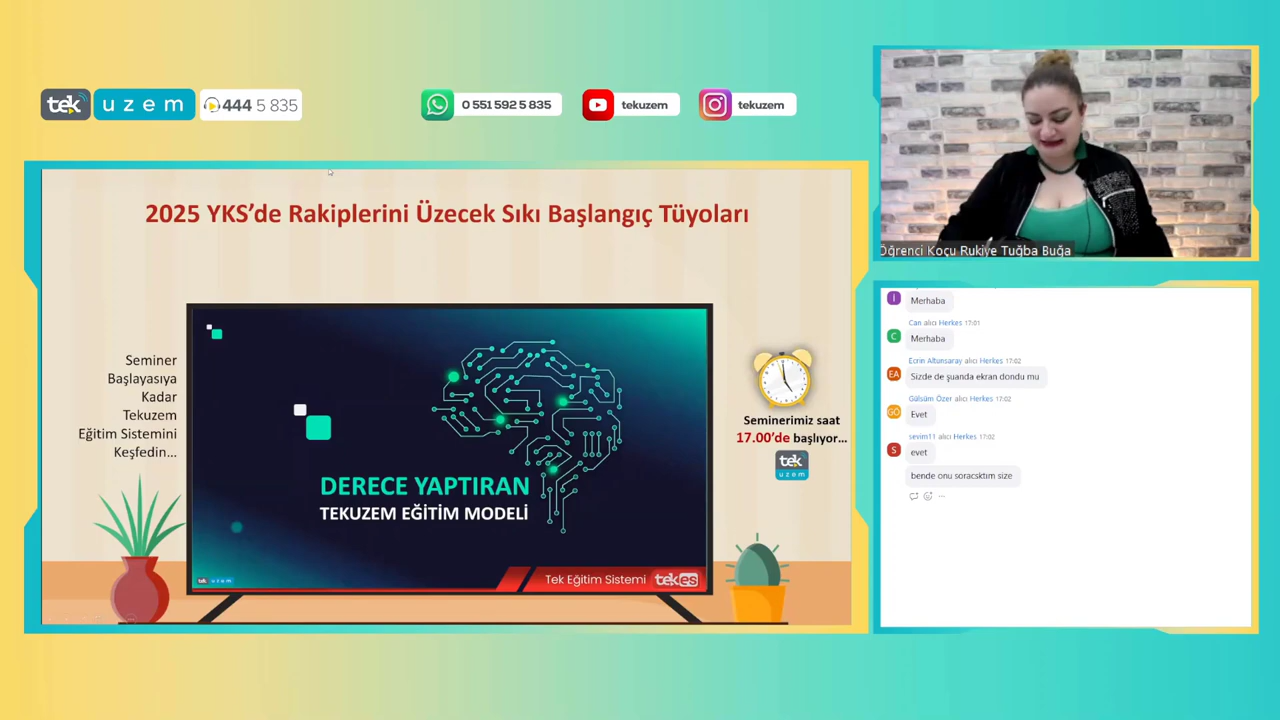 tek uzem 444 5 835
0 551 592 5 835
tekuzem
tekuzem
2025 YKS’de Rakiplerini Üzecek Sıkı Başlangıç Tüyoları
Seminer
Başlayasıya
Kadar
Tekuzem
Eğitim Sistemini
Keşfedin...
DERECE YAPTIRAN
TEKUZEM EĞİTİM MODELİ
tek uzem
Tek Eğitim Sistemi tekes
Seminerimiz saat
17.00’de başlıyor...
tek
uzem
Öğrenci Koçu Rukiye Tuğba Buğa
I
Merhaba
Can alıcı Herkes 17:01
C
Merhaba
Ecrin Altunsaray alıcı Herkes 17:02
EA
Sizde de şuanda ekran dondu mu
Gülsüm Özer alıcı Herkes 17:02
GÖ
Evet
sevim11 alıcı Herkes 17:02
S
evet
bende onu soracsktım size